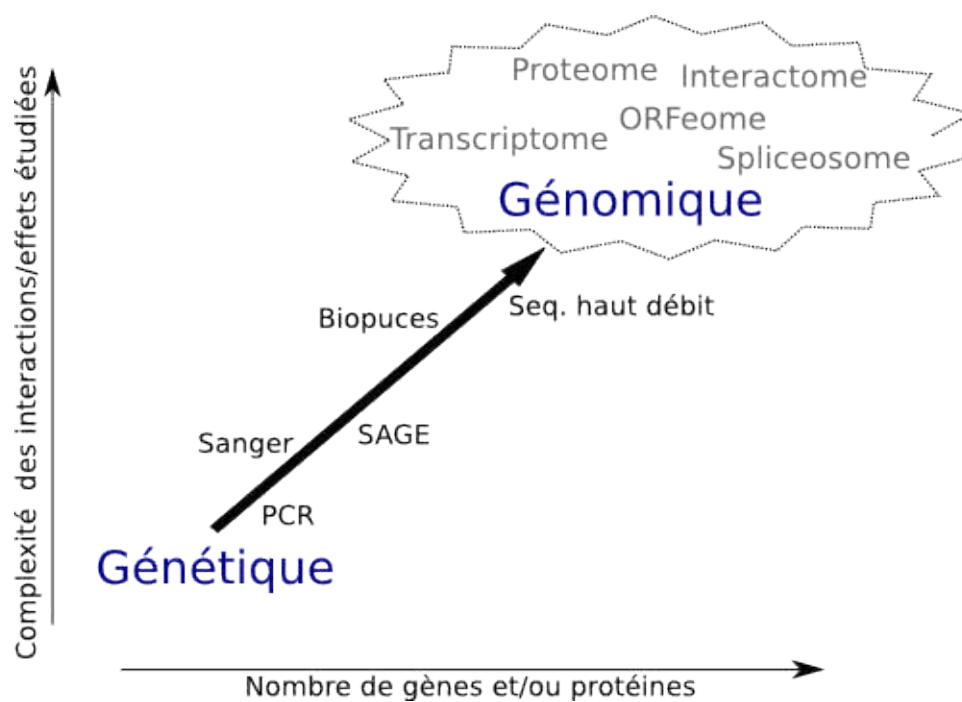 Complexité des interactions/effets étudiées
Proteome
Interactome
ORFeome
Transcriptome
Spliceosome
Génomique
Biopuces
Seq. haut débit
Sanger
SAGE
PCR
Génétique
Nombre de gènes et/ou protéines